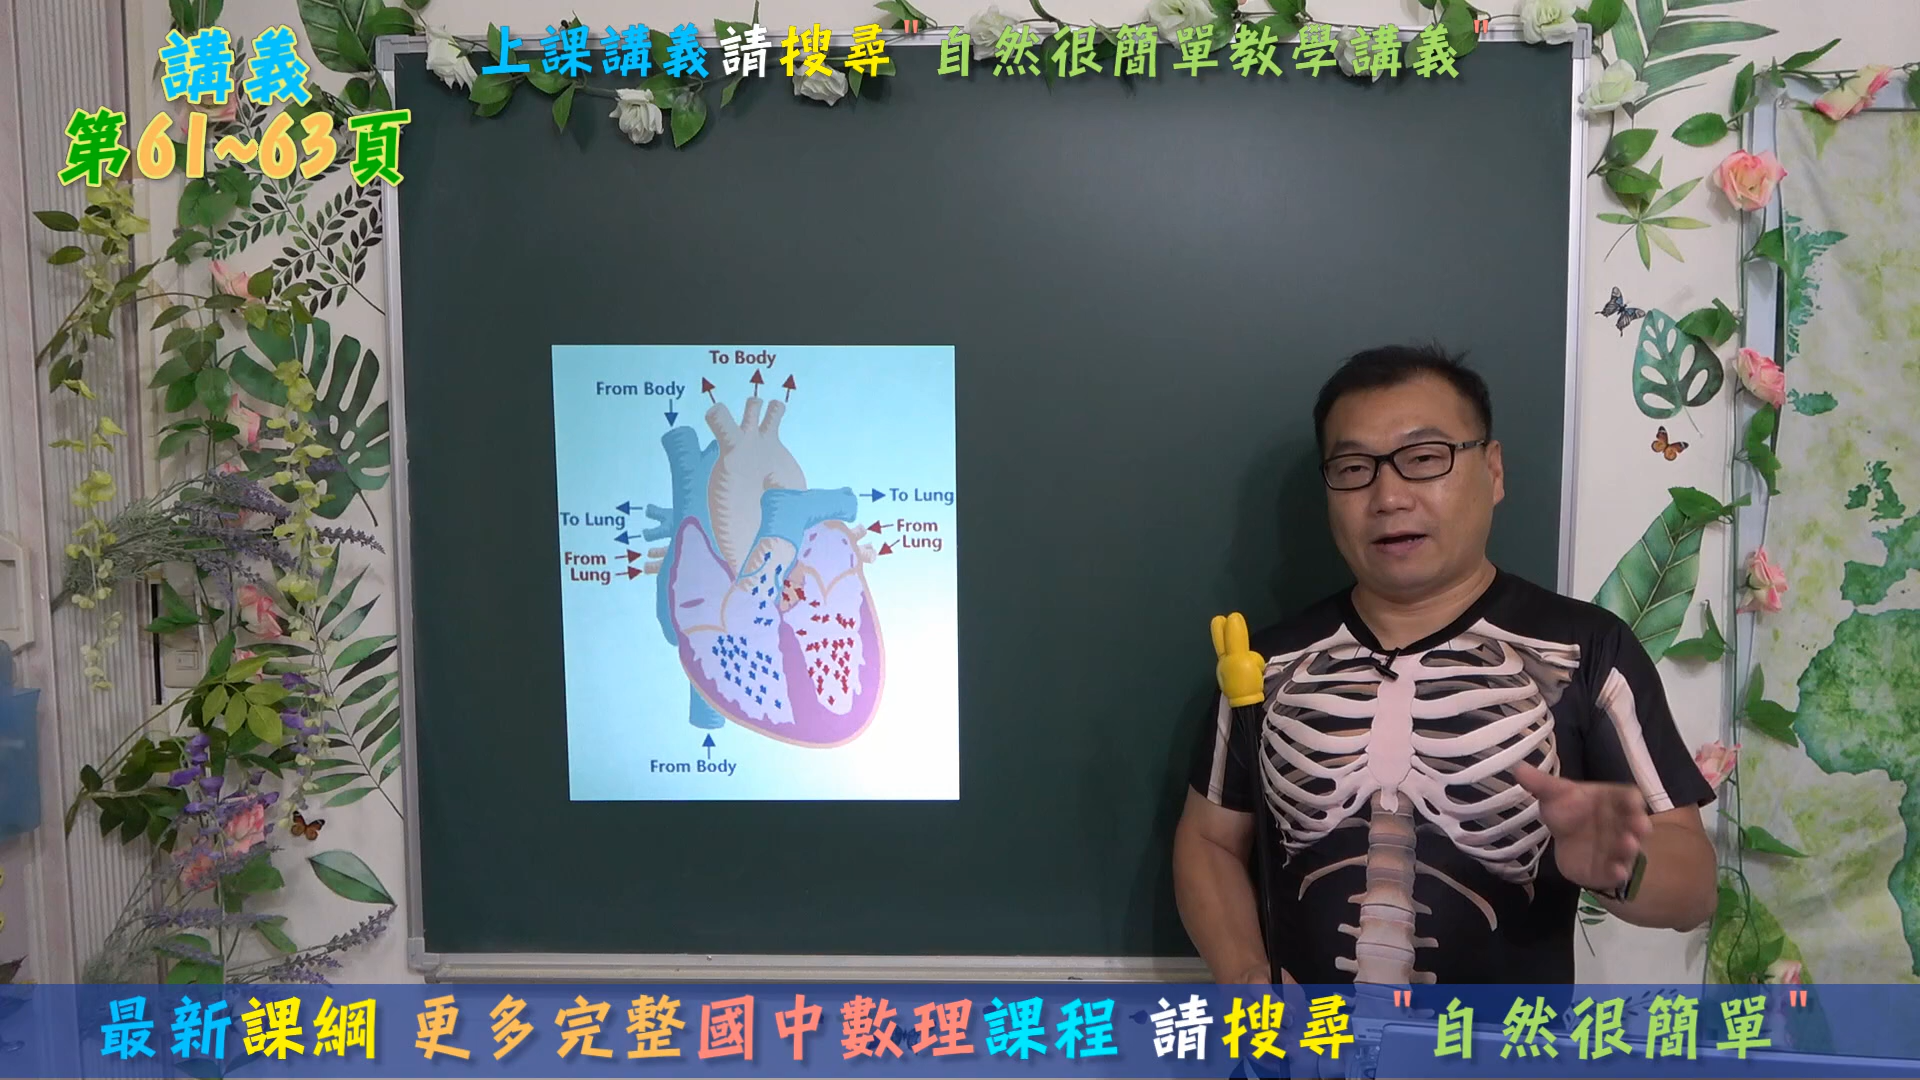 上課講義請搜尋"自然很簡單教學講義"
講義
第61~63頁
To Body
From Body
To Lung
To Lung
From
Lung
From
Lung
From Body
最新課綱 更多完整國中數理課程 請搜尋"自然很簡單"